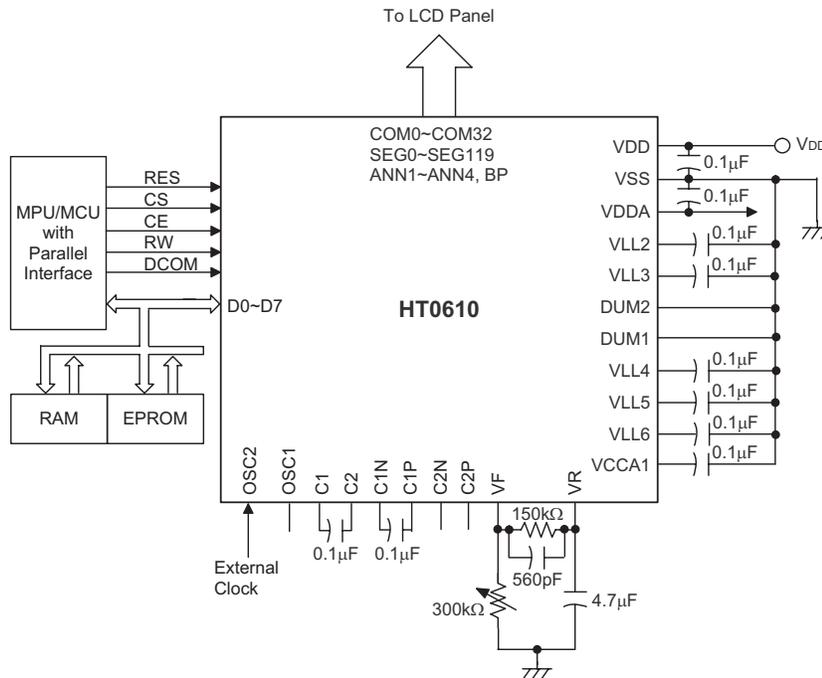 To LCD Panel
COM0~COM32
SEG0~SEG119
ANN1~ANN4, BP
MPU/MCU
with
Parallel
Interface
RES
CS
CE
RW
DCOM
D0~D7
HT0610
RAM
EPROM
VDD
VDD
0.1µF
VSS
0.1µF
VDDA
VLL2
0.1µF
VLL3
0.1µF
DUM2
DUM1
VLL4
0.1µF
VLL5
0.1µF
VLL6
0.1µF
VCCA1
0.1µF
OSC2
OSC1
C1
C2
C1N
C1P
C2N
C2P
VF
VR
0.1µF
0.1µF
150kΩ
560pF
External
Clock
300kΩ
4.7µF